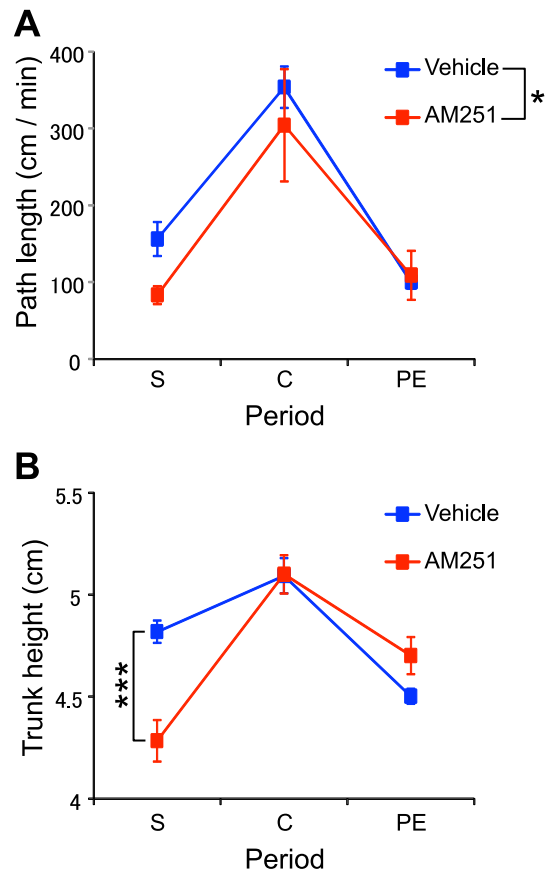 A
Path length (cm / min)
400
300
200
100
0
S C PE
Period
Vehicle
AM251
*
B
Trunk height (cm)
5.5
5
4.5
4
S C PE
Period
Vehicle
AM251
***